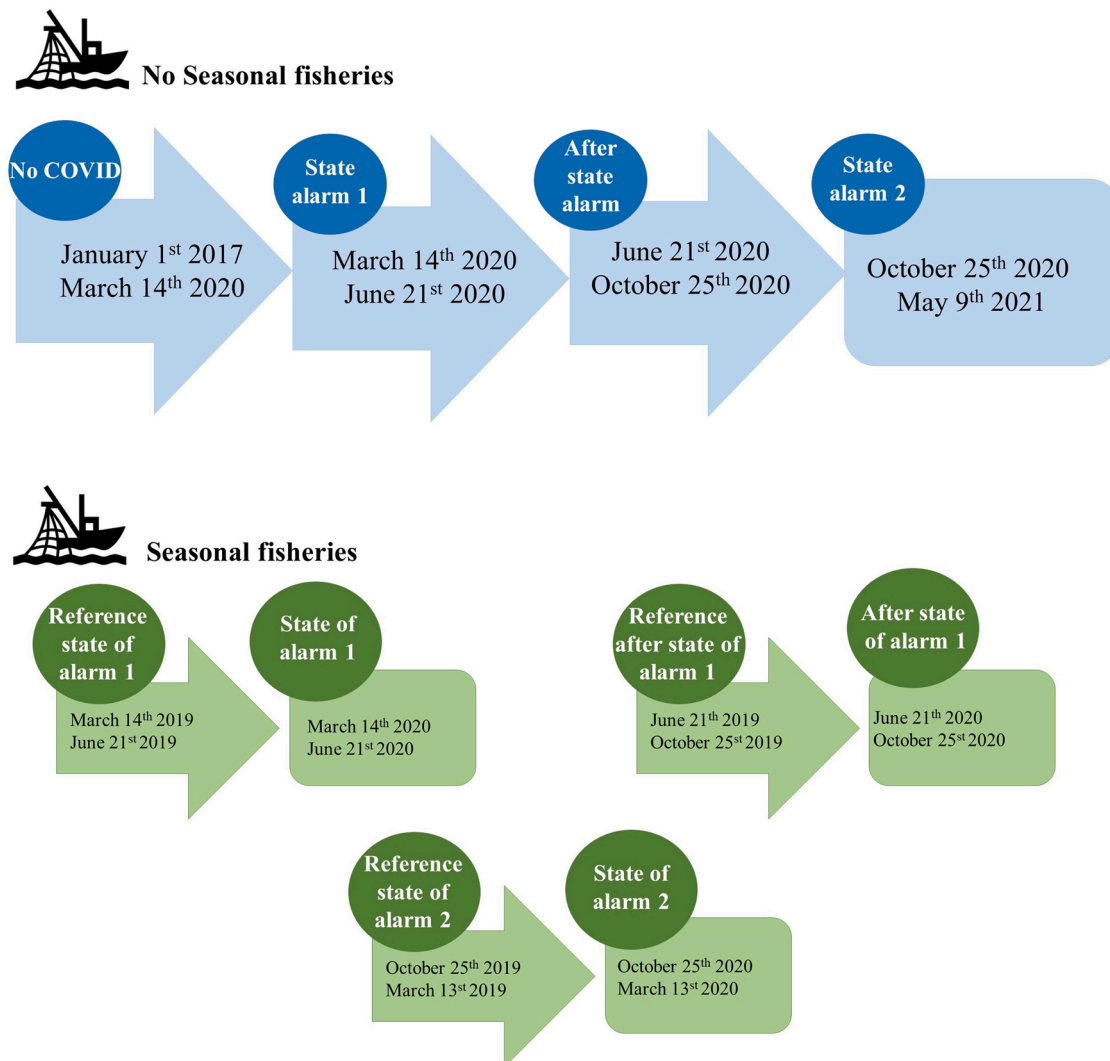 No Seasonal fisheries
No COVID
January 1st 2017
March 14th 2020
State
alarm 1
March 14th 2020
June 21st 2020
After
state
alarm
June 21st 2020
October 25th 2020
State
alarm 2
October 25th 2020
May 9th 2021
Seasonal fisheries
Reference
state of
alarm 1
March 14th 2019
June 21st 2019
State of
alarm 1
March 14th 2020
June 21st 2020
Reference
after state of
alarm 1
June 21th 2019
October 25st 2019
After state
of alarm 1
June 21th 2020
October 25st 2020
Reference
state of
alarm 2
October 25th 2019
March 13st 2019
State of
alarm 2
October 25th 2020
March 13st 2020